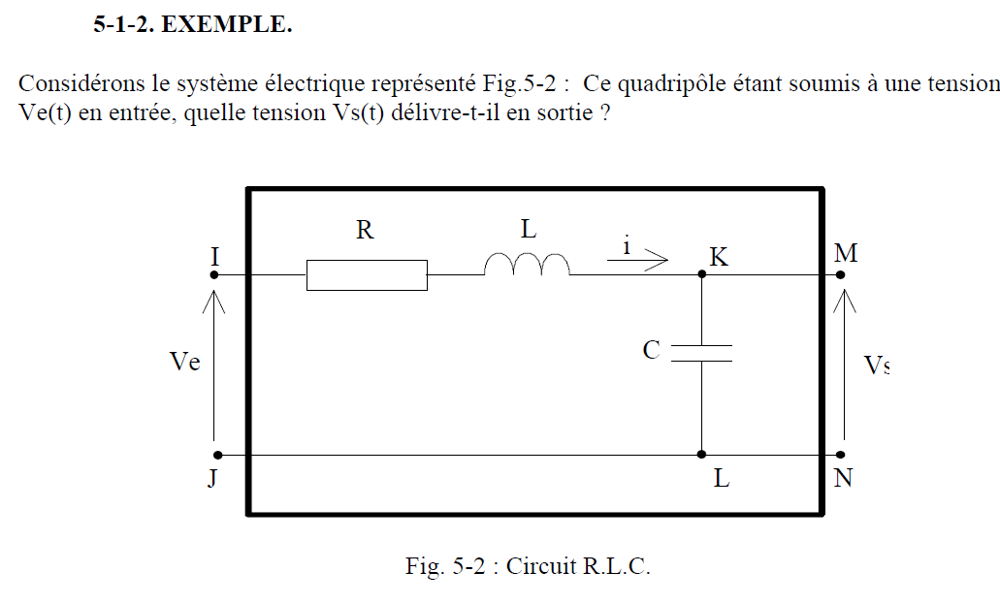 5-1-2. EXEMPLE.
Considérons le système électrique représenté Fig.5-2 : Ce quadripôle étant soumis à une tension
Ve(t) en entrée, quelle tension Vs(t) délivre-t-il en sortie ?
R
L
i
I
K
M
C
Ve
Vs
J
L
N
Fig. 5-2 : Circuit R.L.C.